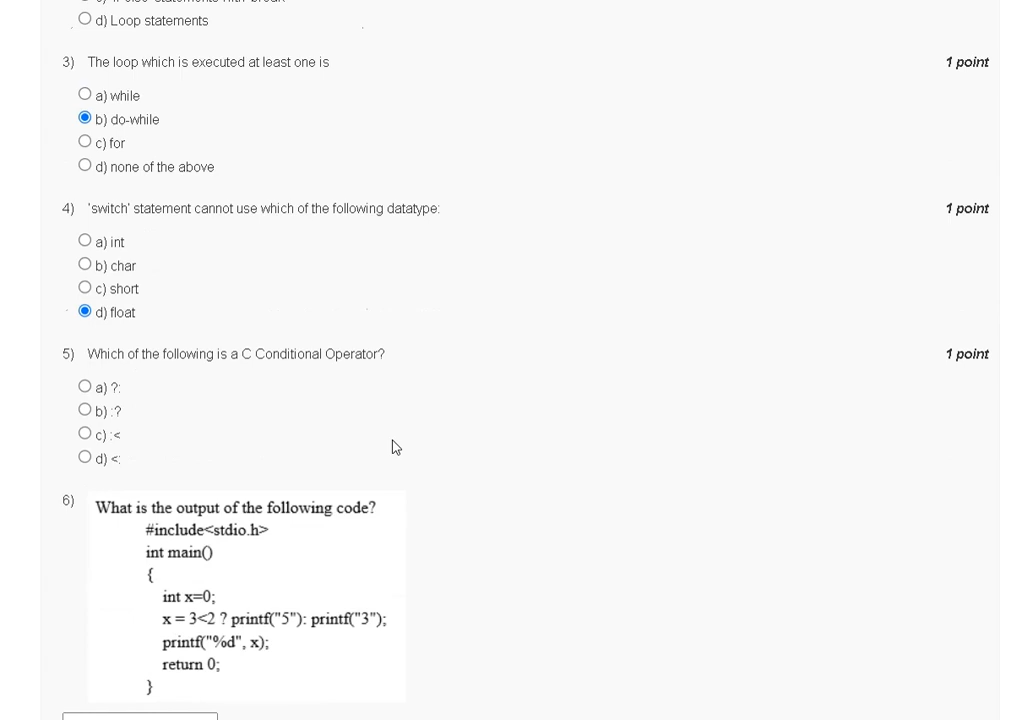 d) Loop statements
3) The loop which is executed at least one is 1 point
a) while
b) do-while
c) for
d) none of the above
4) 'switch' statement cannot use which of the following datatype: 1 point
a) int
b) char
c) short
d) float
5) Which of the following is a C Conditional Operator? 1 point
a) ?:
b) :?
c) :<
d) <:
6) What is the output of the following code?
#include<stdio.h>
int main()
{
int x=0;
x = 3<2 ? printf("5"): printf("3");
printf("%d", x);
return 0;
}